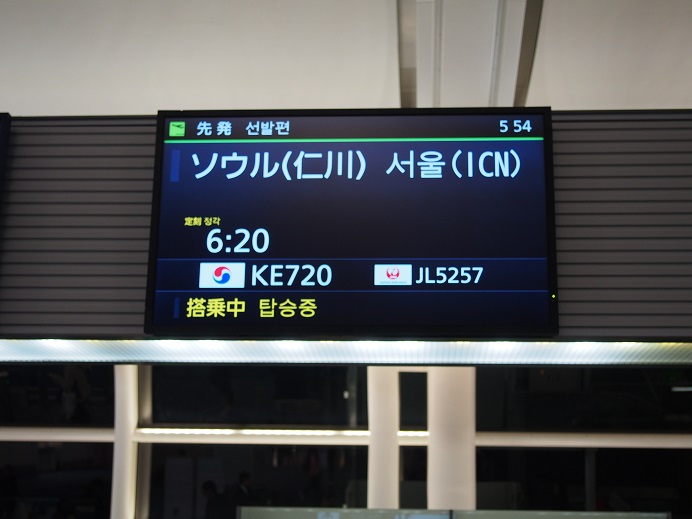 先発 선발편 5 54
ソウル(仁川) 서울(ICN)
定刻 정각
6:20
KE720 JL5257
搭乗中 탑승중